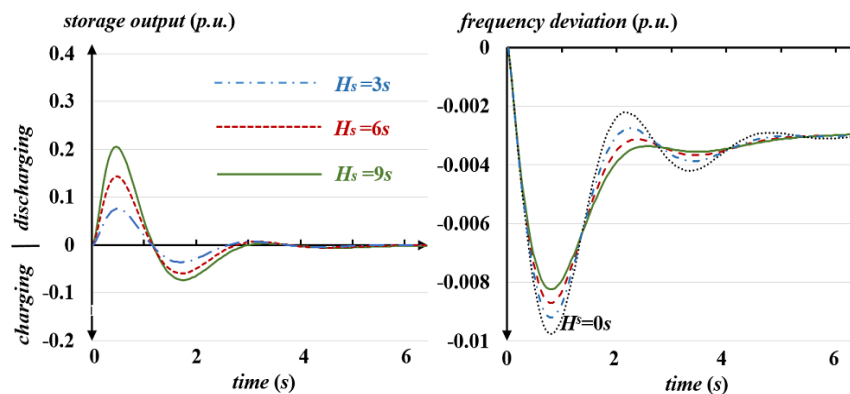 storage output (p.u.)
0.4
0.3
0.2
0.1
0
-0.1
-0.2
charging | discharging
Hs=3s
Hs=6s
Hs=9s
0 2 4 6
time (s)
frequency deviation (p.u.)
0
-0.002
-0.004
-0.006
-0.008
-0.01
Hs=0s
0 2 4 6
time (s)